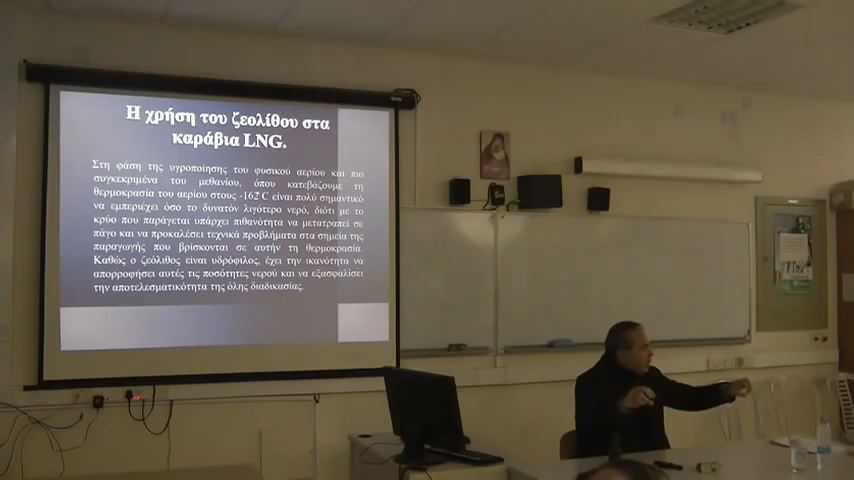 Η χρήση του ζεολίθου στα
καράβια LNG.
Στη φάση της υγροποίησης του φυσικού αερίου και πιο
συγκεκριμένα του μεθανίου, όπου κατεβάζουμε τη
θερμοκρασία του αερίου στους -162 C είναι πολύ σημαντικό
να εμπεριέχει όσο το δυνατόν λιγότερο νερό, διότι με το
κρύο που παράγεται υπάρχει πιθανότητα να μετατραπεί σε
πάγο και να προκαλέσει τεχνικά προβλήματα στα σημεία της
παραγωγής που βρίσκονται σε αυτήν τη θερμοκρασία.
Καθώς ο ζεόλιθος είναι υδρόφιλος, έχει την ικανότητα να
απορροφήσει αυτές τις ποσότητες νερού και να εξασφαλίσει
την αποτελεσματικότητα της όλης διαδικασίας.